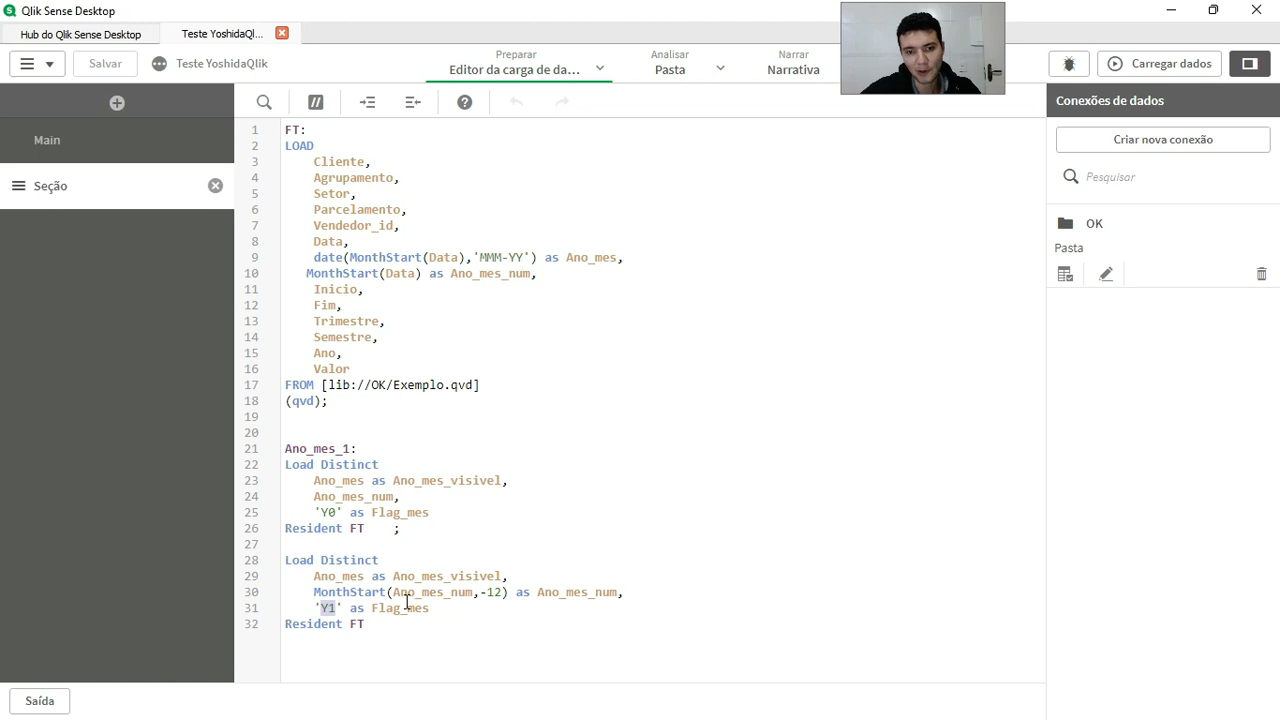 Qlik Sense Desktop
Hub do Qlik Sense Desktop
Teste YoshidaQl...
Salvar
Teste YoshidaQlik
Preparar
Editor da carga de da...
Analisar
Pasta
Narrar
Narrativa
Carregar dados
Main
Seção
1 FT:
2 LOAD
3 Cliente,
4 Agrupamento,
5 Setor,
6 Parcelamento,
7 Vendedor_id,
8 Data,
9 date(MonthStart(Data),'MMM-YY') as Ano_mes,
10 MonthStart(Data) as Ano_mes_num,
11 Inicio,
12 Fim,
13 Trimestre,
14 Semestre,
15 Ano,
16 Valor
17 FROM [lib://OK/Exemplo.qvd]
18 (qvd);
19
20
21 Ano_mes_1:
22 Load Distinct
23 Ano_mes as Ano_mes_visivel,
24 Ano_mes_num,
25 'Y0' as Flag_mes
26 Resident FT ;
27
28 Load Distinct
29 Ano_mes as Ano_mes_visivel,
30 MonthStart(Ano_mes_num,-12) as Ano_mes_num,
31 'Y1' as Flag_mes
32 Resident FT
Conexões de dados
Criar nova conexão
Pesquisar
OK
Pasta
Saída